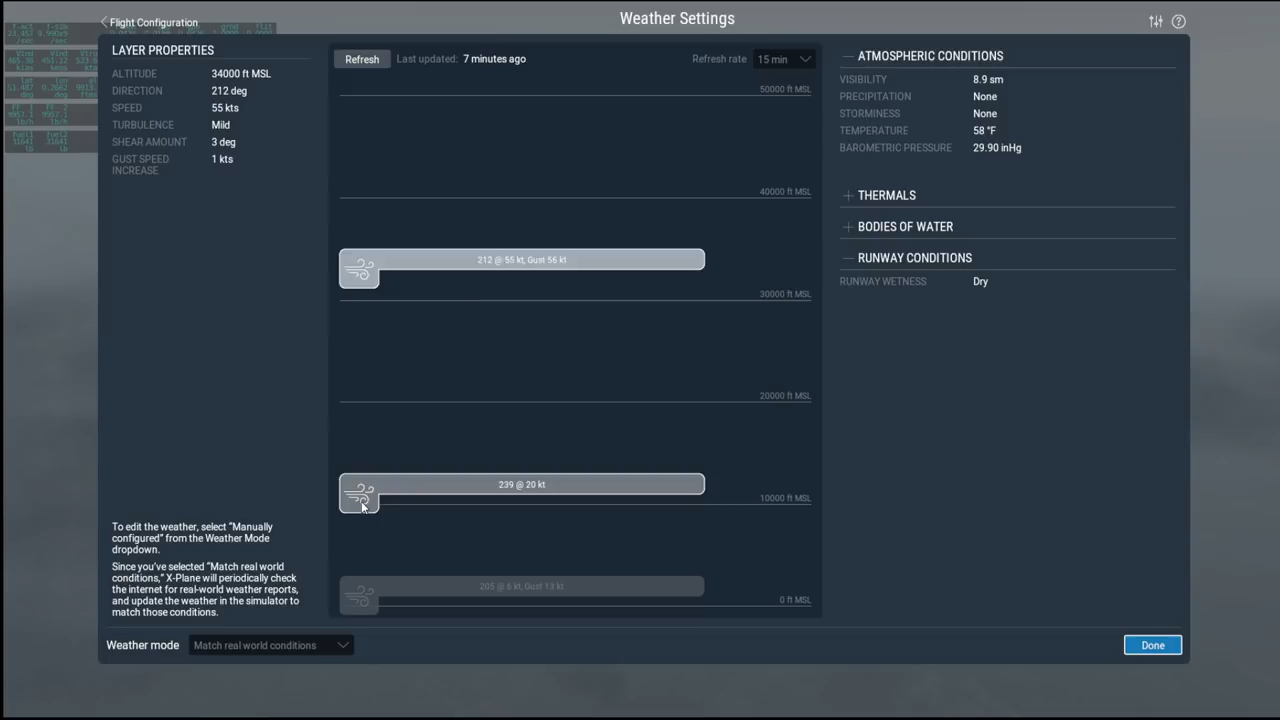 Flight Configuration
Weather Settings
LAYER PROPERTIES
ALTITUDE 34000 ft MSL
DIRECTION 212 deg
SPEED 55 kts
TURBULENCE Mild
SHEAR AMOUNT 3 deg
GUST SPEED INCREASE 1 kts
To edit the weather, select “Manually
configured” from the Weather Mode
dropdown.
Since you’ve selected “Match real world
conditions,” X-Plane will periodically check
the internet for real-world weather reports,
and update the weather in the simulator to
match those conditions.
Refresh Last updated: 7 minutes ago Refresh rate 15 min
50000 ft MSL
40000 ft MSL
212 @ 55 kt, Gust 56 kt
30000 ft MSL
20000 ft MSL
239 @ 20 kt
10000 ft MSL
205 @ 6 kt, Gust 13 kt
0 ft MSL
ATMOSPHERIC CONDITIONS
VISIBILITY 8.9 sm
PRECIPITATION None
STORMINESS None
TEMPERATURE 58 °F
BAROMETRIC PRESSURE 29.90 inHg
THERMALS
BODIES OF WATER
RUNWAY CONDITIONS
RUNWAY WETNESS Dry
Weather mode Match real world conditions
Done